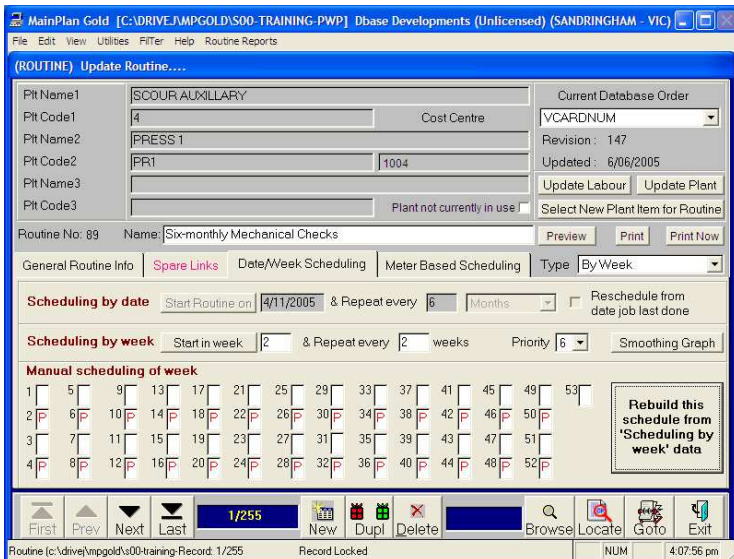 MainPlan Gold [C:\DRIVEJ\MPGOLD\S00-TRAINING-PWP] Dbase Developments (Unlicensed) (SANDRINGHAM - VIC)
File Edit View Utilities FilTer Help Routine Reports
(ROUTINE) Update Routine....
Plt Name1 SCOUR AUXILLARY
Plt Code1 4 Cost Centre
Plt Name2 PRESS 1
Plt Code2 PR1 1004
Plt Name3
Plt Code3 Plant not currently in use
Current Database Order
VCARDNUM
Revision : 147
Updated : 6/06/2005
Update Labour Update Plant
Select New Plant Item for Routine
Routine No: 89 Name: Six-monthly Mechanical Checks Preview Print Print Now
General Routine Info Spare Links Date/Week Scheduling Meter Based Scheduling Type By Week
Scheduling by date Start Routine on 4/11/2005 & Repeat every 6 Months Reschedule from
date job last done
Scheduling by week Start in week 2 & Repeat every 2 weeks Priority 6 Smoothing Graph
Manual scheduling of week
1 5 9 13 17 21 25 29 33 37 41 45 49 53
2 P 6 P 10 P 14 P 18 P 22 P 26 P 30 P 34 P 38 P 42 P 46 P 50 P
3 7 11 15 19 23 27 31 35 39 43 47 51
4 P 8 P 12 P 16 P 20 P 24 P 28 P 32 P 36 P 40 P 44 P 48 P 52 P
Rebuild this
schedule from
'Scheduling by
week' data
1/255
First Prev Next Last New Dupl Delete Browse Locate Goto Exit
Routine (c:\drivej\mpgold\s00-training-Record: 1/255 Record Locked NUM 4:07:56 pm